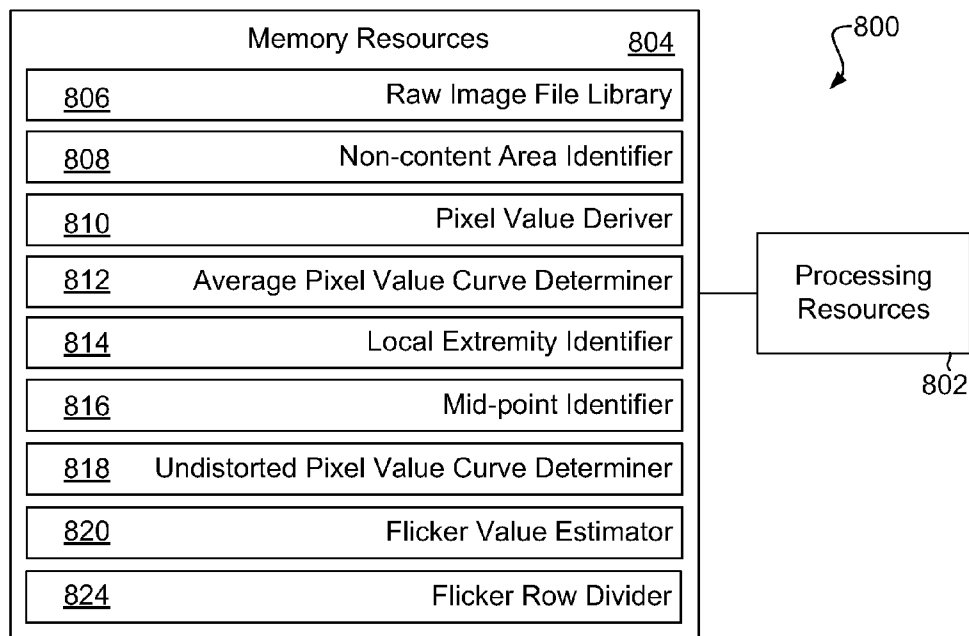 Memory Resources 804
800
806 Raw Image File Library
808 Non-content Area Identifier
810 Pixel Value Deriver
812 Average Pixel Value Curve Determiner
814 Local Extremity Identifier
816 Mid-point Identifier
818 Undistorted Pixel Value Curve Determiner
820 Flicker Value Estimator
824 Flicker Row Divider
Processing
Resources
802